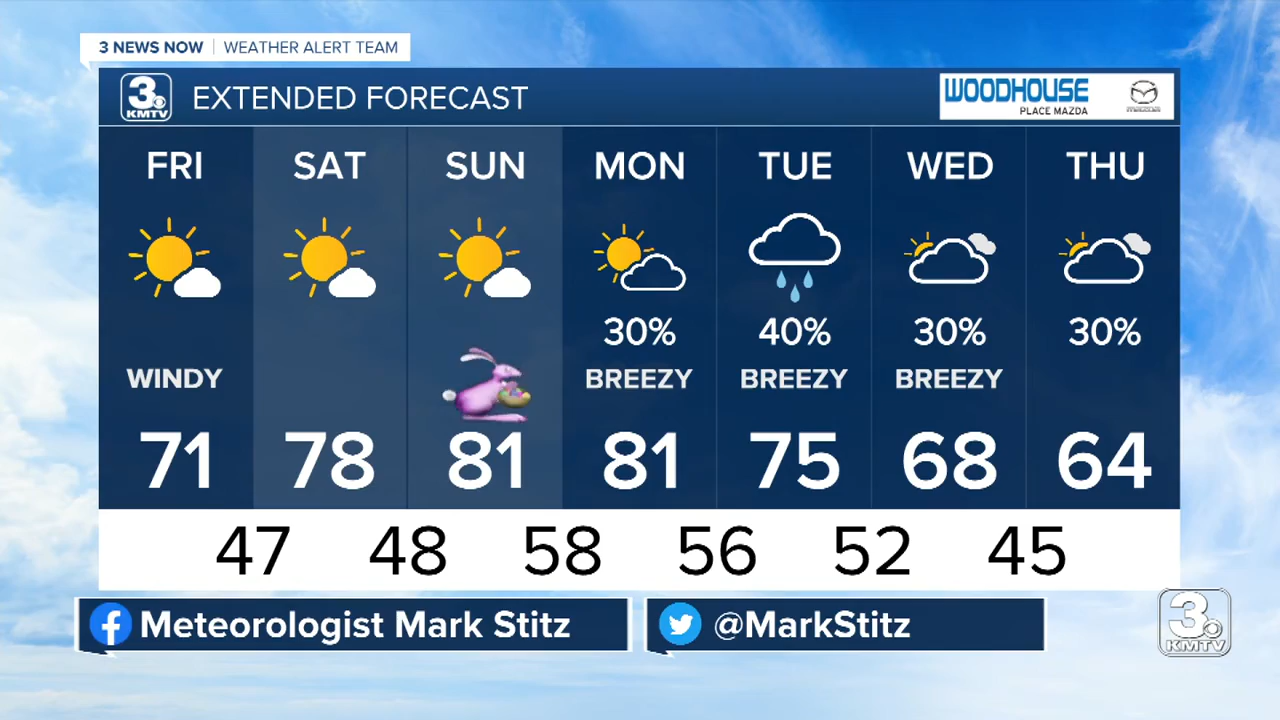 3 NEWS NOW | WEATHER ALERT TEAM
3 KMTV EXTENDED FORECAST
WOODHOUSE
PLACE MAZDA
mazda
FRI SAT SUN MON TUE WED THU
30% 40% 30% 30%
WINDY BREEZY BREEZY BREEZY
71 78 81 81 75 68 64
47 48 58 56 52 45
Meteorologist Mark Stitz @MarkStitz
3
KMTV